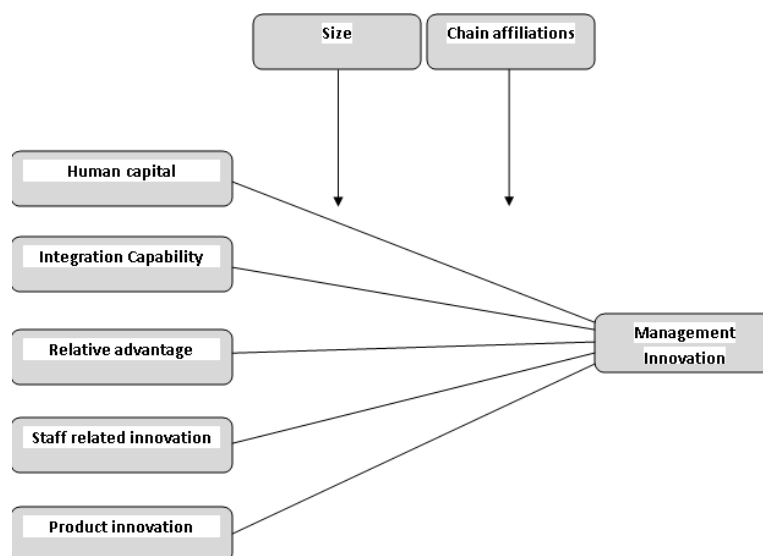 Size
Chain affiliations
Human capital
Integration Capability
Relative advantage
Staff related innovation
Product innovation
Management
Innovation